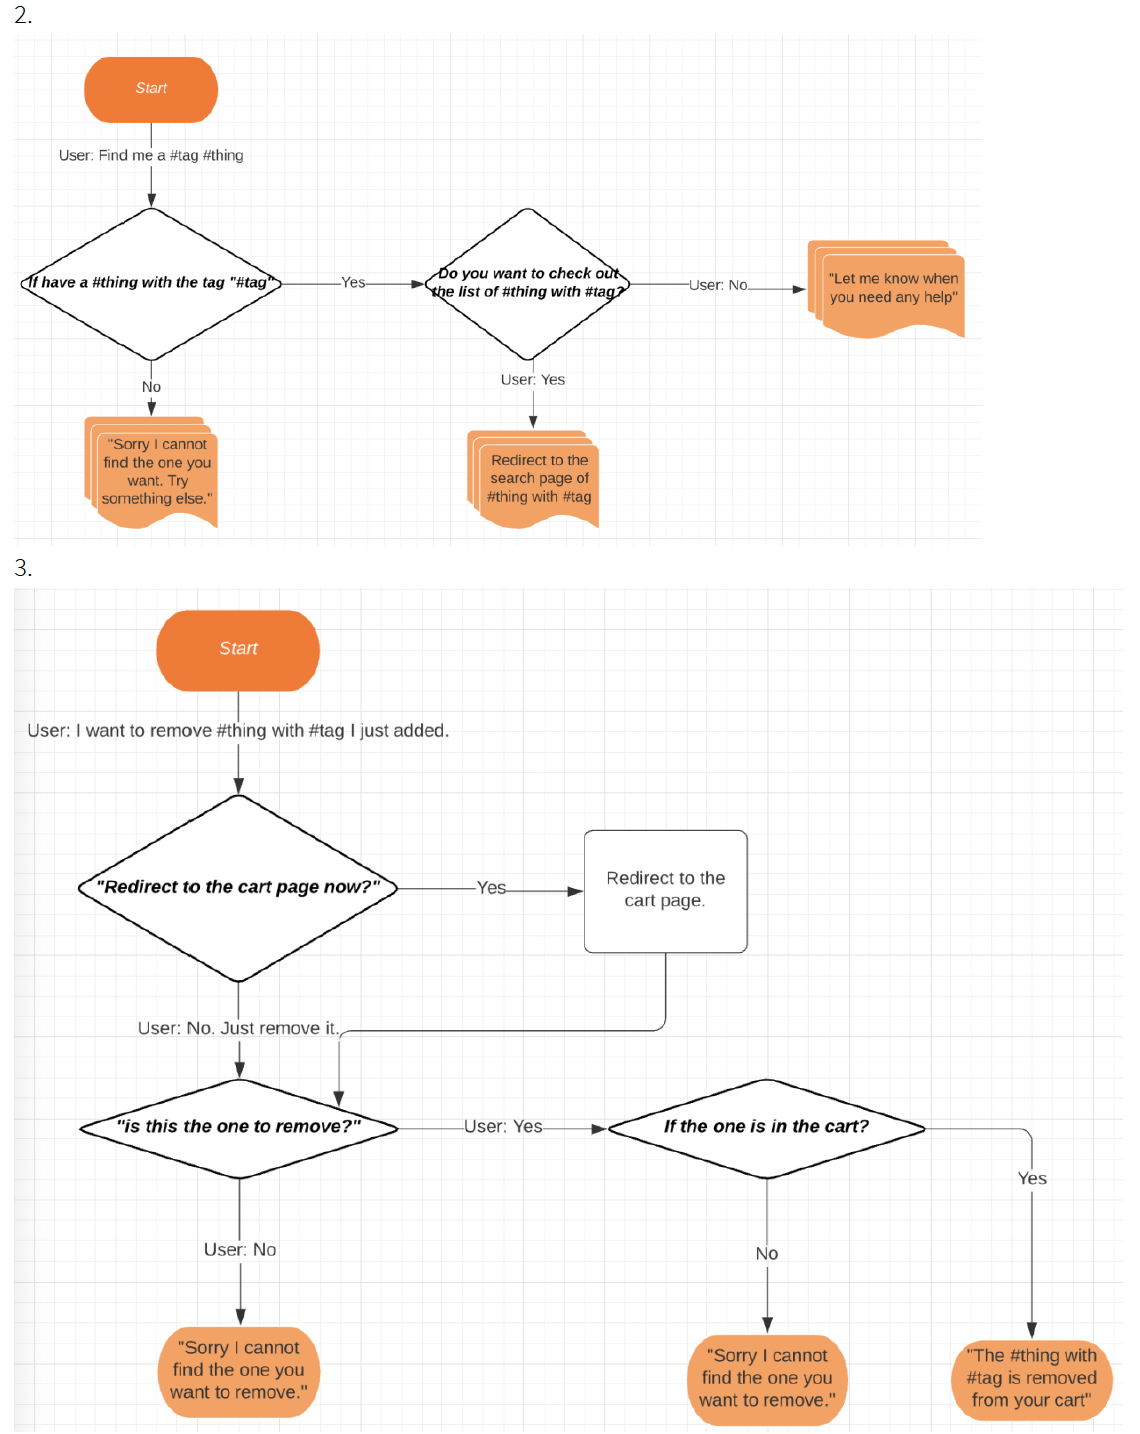 2.
Start
User: Find me a #tag #thing
If have a #thing with the tag "#tag"
Yes
Do you want to check out
the list of #thing with #tag?
User: No
"Let me know when
you need any help"
No
User: Yes
"Sorry I cannot
find the one you
want. Try
something else."
Redirect to the
search page of
#thing with #tag
3.
Start
User: I want to remove #thing with #tag I just added.
"Redirect to the cart page now?"
Yes
Redirect to the
cart page.
User: No. Just remove it.
"is this the one to remove?"
User: Yes
If the one is in the cart?
Yes
User: No
No
"Sorry I cannot
find the one you
want to remove."
"Sorry I cannot
find the one you
want to remove."
"The #thing with
#tag is removed
from your cart"